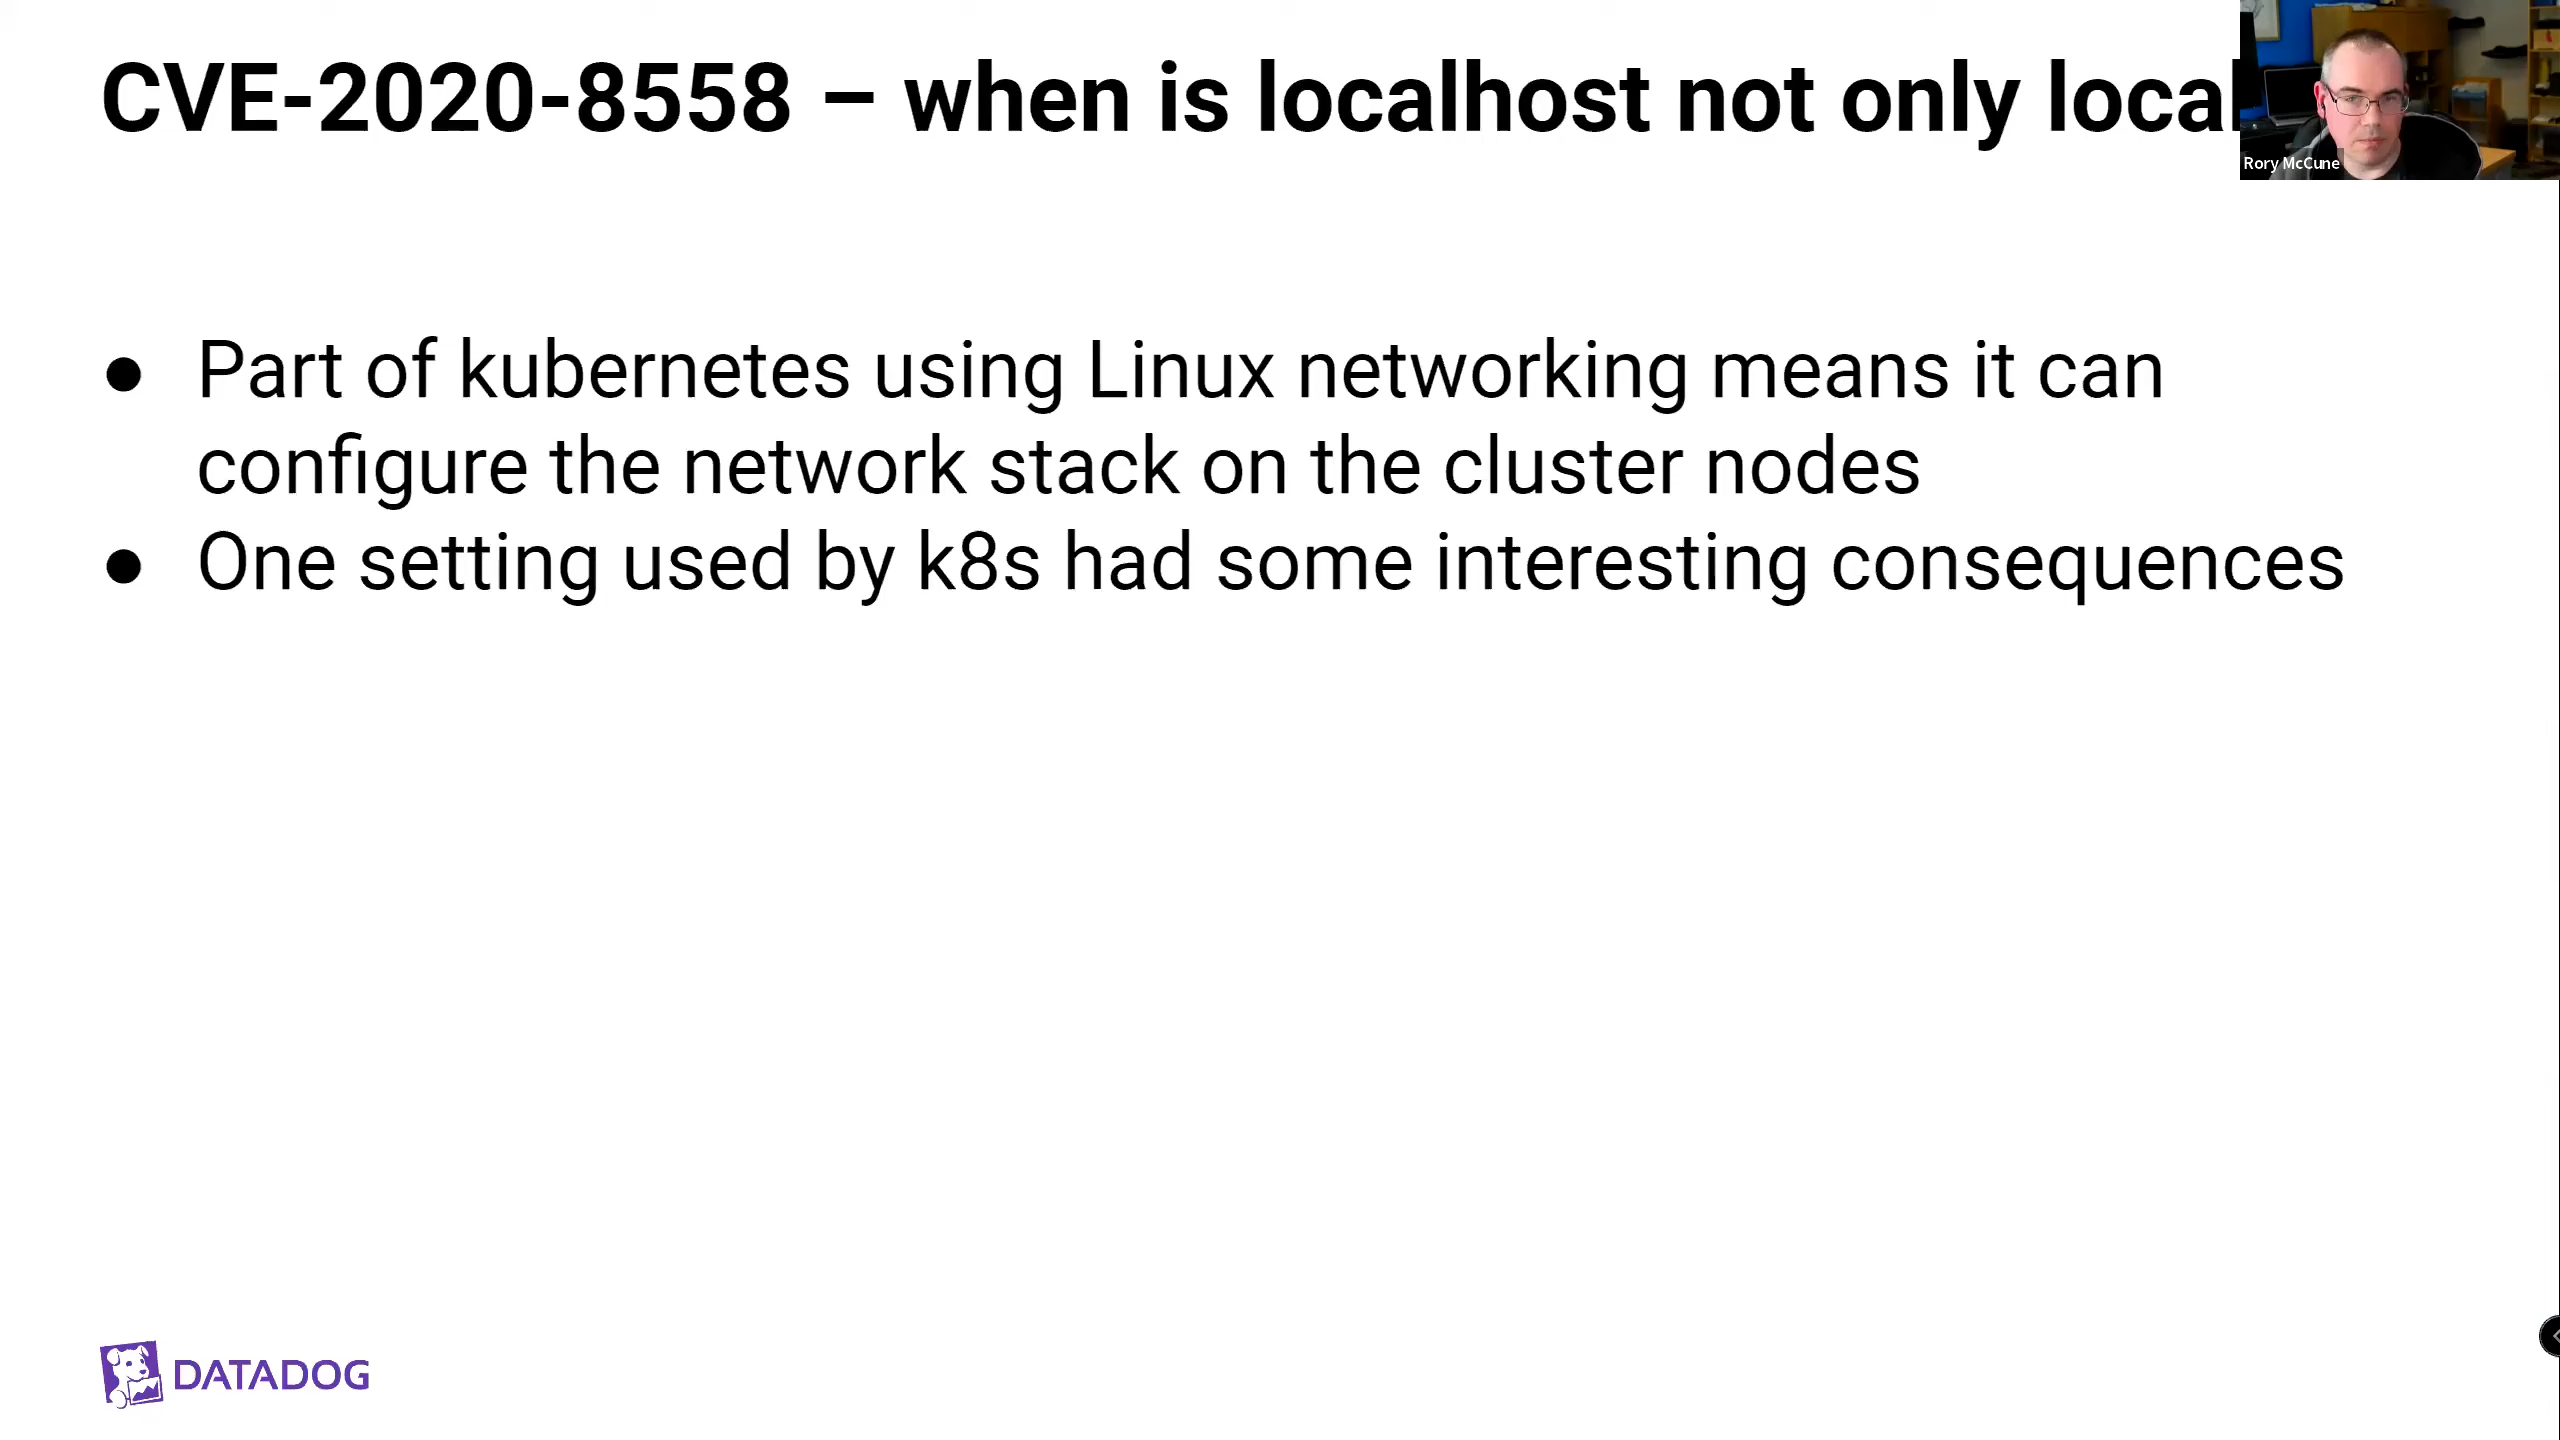 CVE-2020-8558 – when is localhost not only local
Rory McCune
● Part of kubernetes using Linux networking means it can
configure the network stack on the cluster nodes
● One setting used by k8s had some interesting consequences
DATADOG